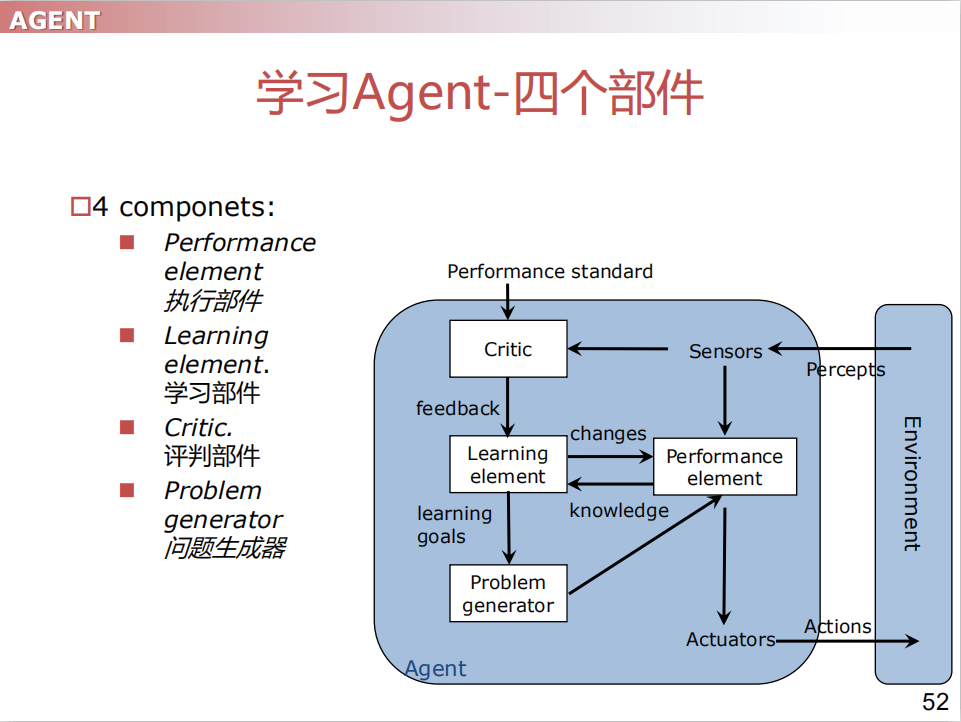 AGENT
学习Agent-四个部件
4 componets:
Performance
element
执行部件
Learning
element.
学习部件
Critic.
评判部件
Problem
generator
问题生成器
Performance standard
Critic
Sensors
Percepts
feedback
changes
Learning
element
Performance
element
knowledge
learning
goals
Problem
generator
Actuators
Actions
Agent
Environment
52